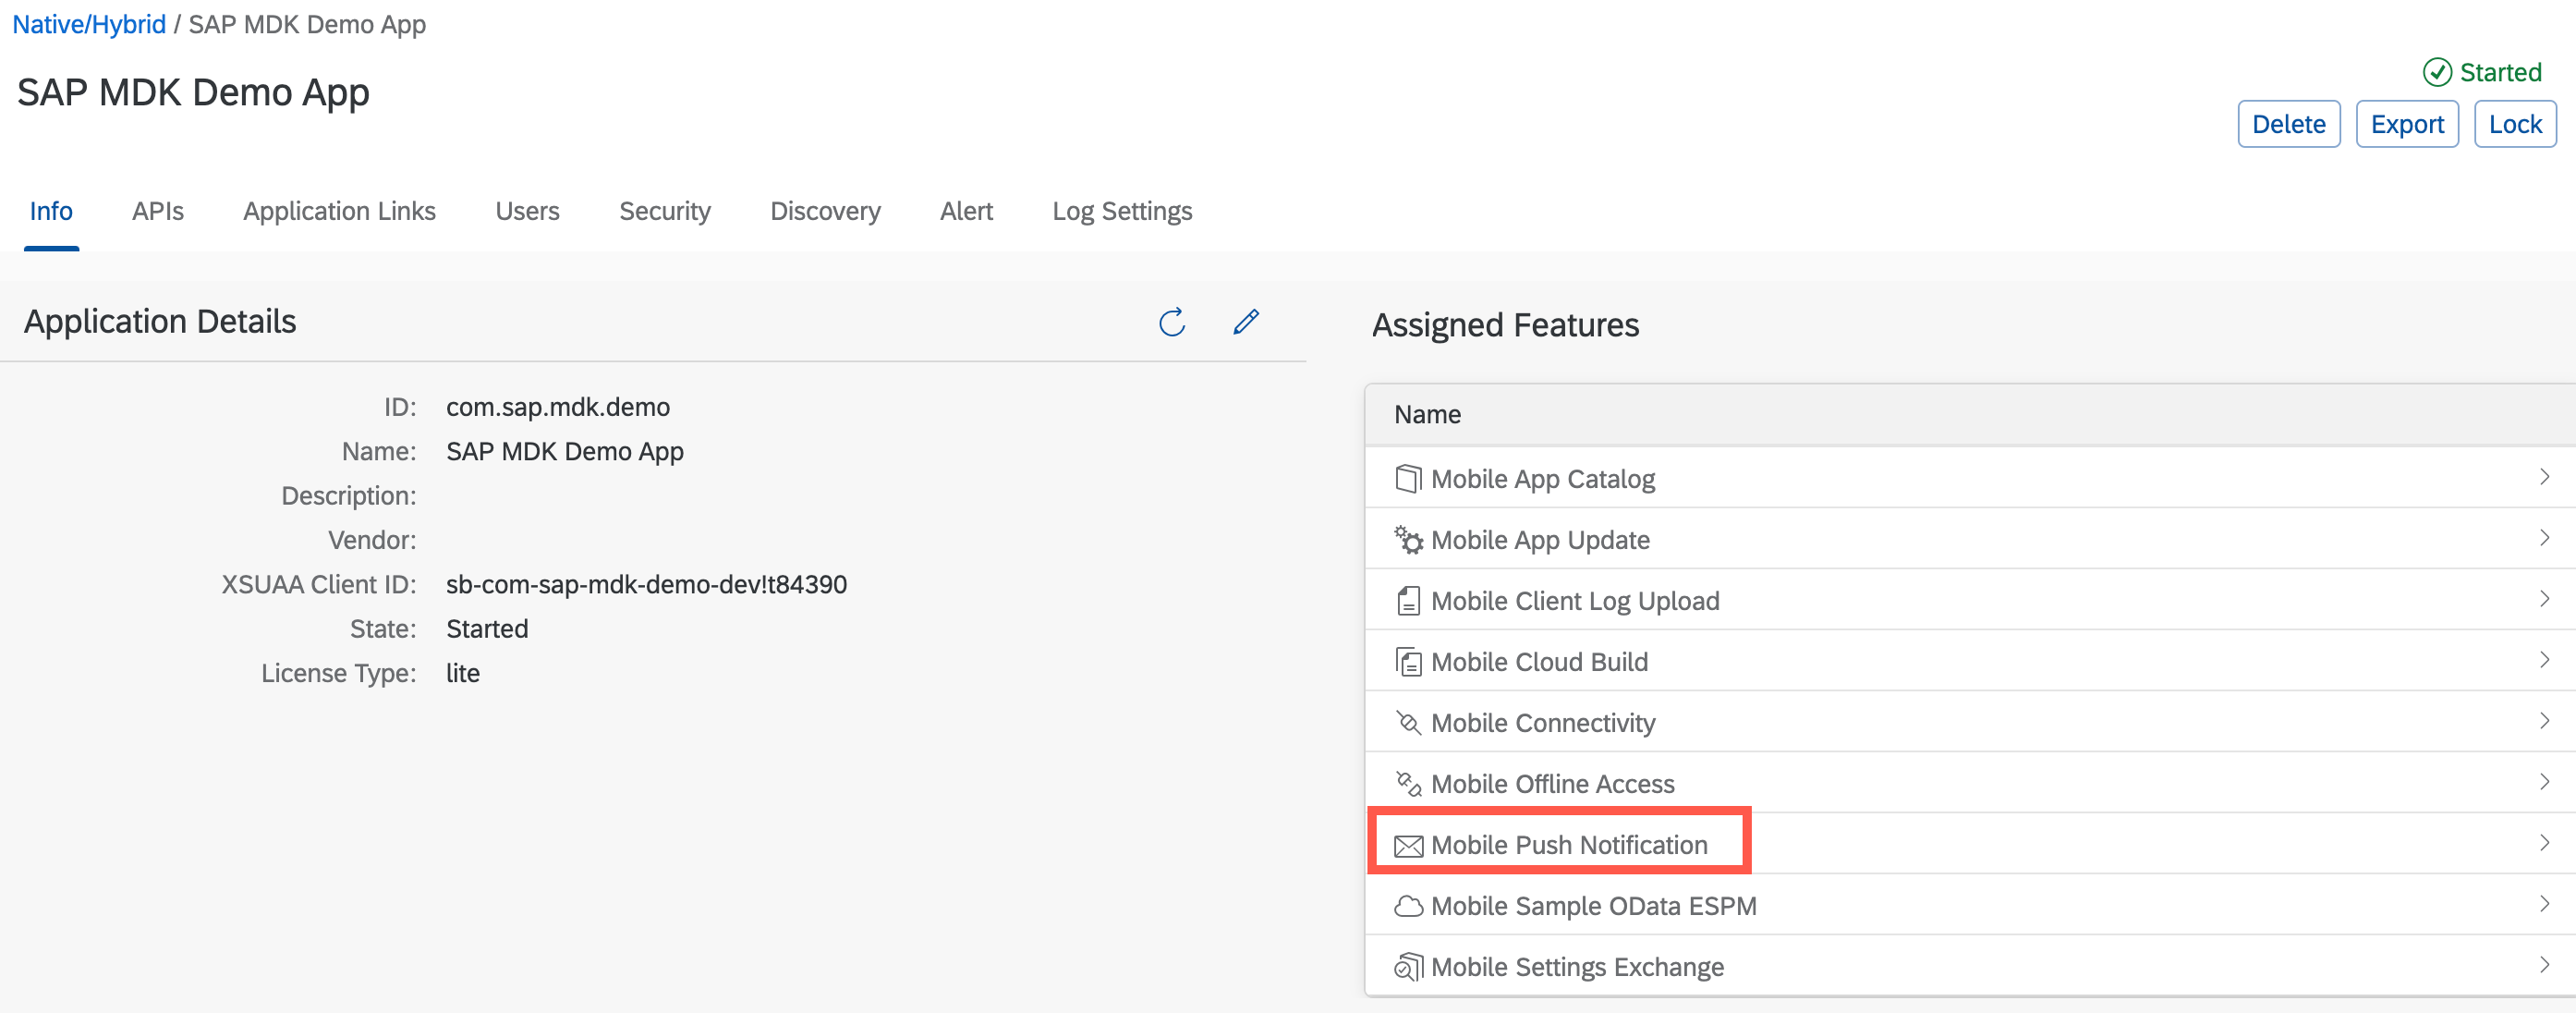 Native/Hybrid / SAP MDK Demo App
SAP MDK Demo App
Started
Delete Export Lock
Info APIs Application Links Users Security Discovery Alert Log Settings
Application Details
ID: com.sap.mdk.demo
Name: SAP MDK Demo App
Description:
Vendor:
XSUAA Client ID: sb-com-sap-mdk-demo-dev!t84390
State: Started
License Type: lite
Assigned Features
Name
Mobile App Catalog
Mobile App Update
Mobile Client Log Upload
Mobile Cloud Build
Mobile Connectivity
Mobile Offline Access
Mobile Push Notification
Mobile Sample OData ESPM
Mobile Settings Exchange